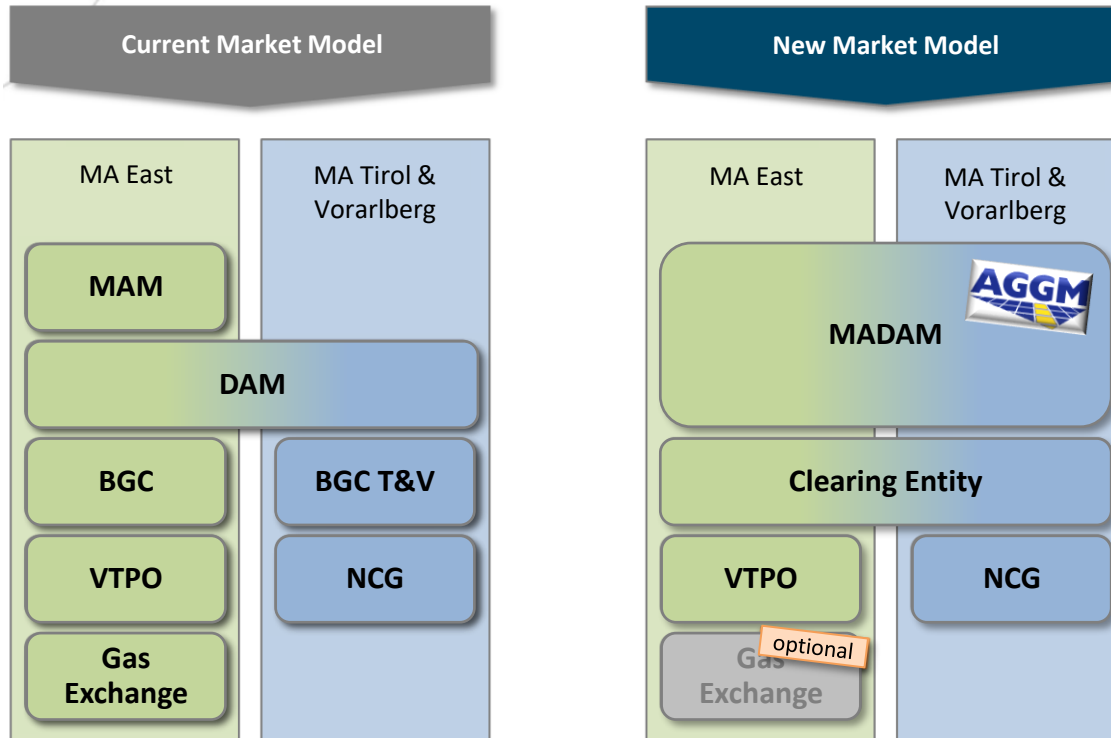 Current Market Model
MA East
MA Tirol &
Vorarlberg
MAM
DAM
BGC
BGC T&V
VTPO
NCG
Gas
Exchange
New Market Model
MA East
MA Tirol &
Vorarlberg
AGGM
MADAM
Clearing Entity
VTPO
NCG
optional
Gas
Exchange